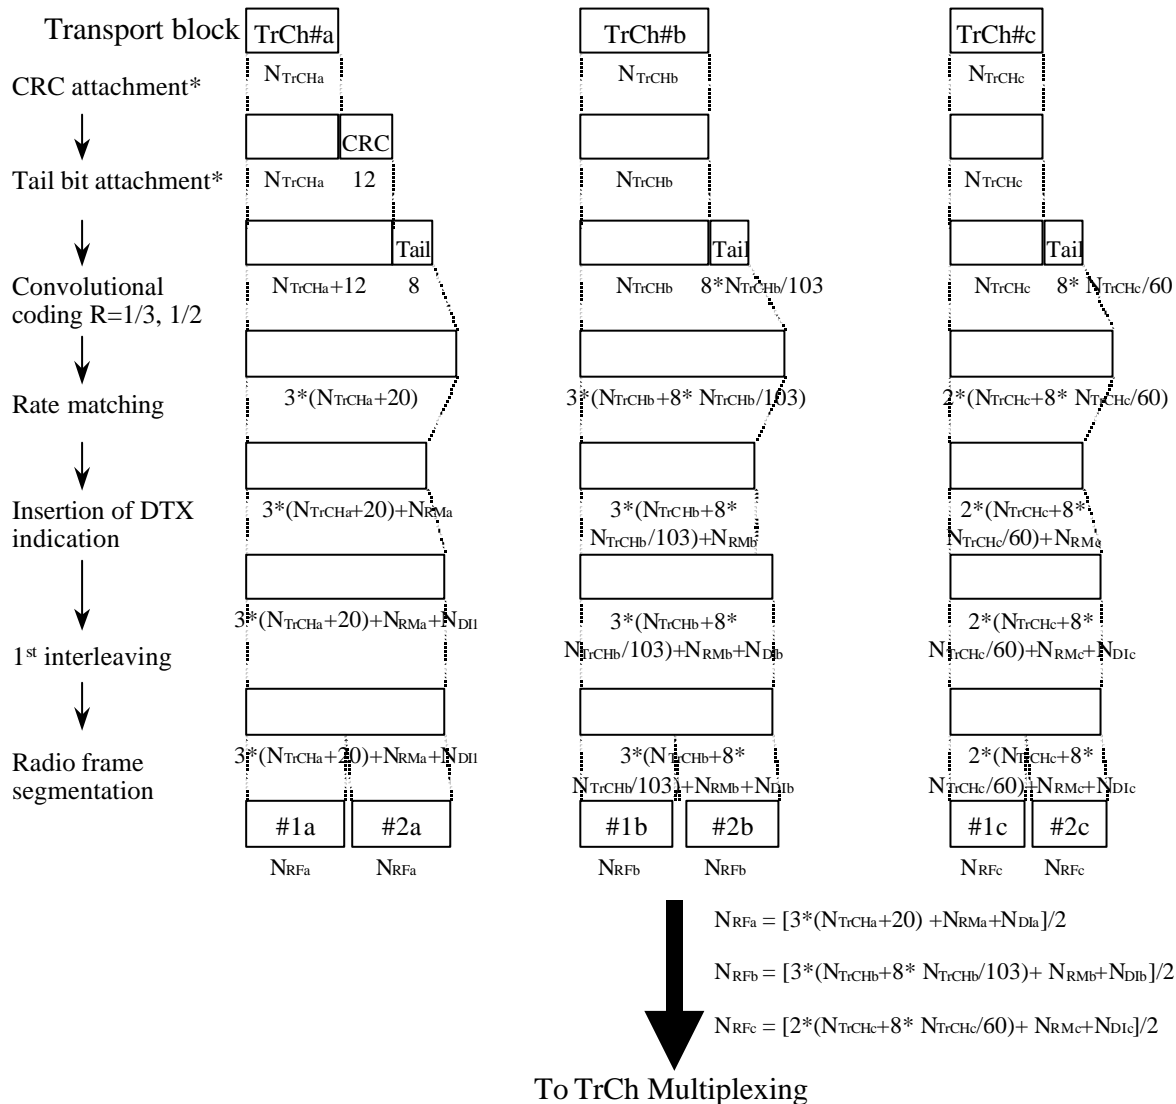 Transport block TrCh#a TrCh#b TrCh#c
NTrCHa NTrCHb NTrCHc
CRC attachment*
CRC
Tail bit attachment* NTrCHa 12 NTrCHb NTrCHc
Tail Tail Tail
Convolutional coding R=1/3, 1/2
NTrCHa+12 8 NTrCHb 8*NTrCHb/103 NTrCHc 8* NTrCHc/60
Rate matching
3*(NTrCHa+20) 3*(NTrCHb+8* NTrCHb/103) 2*(NTrCHc+8* NTrCHc/60)
Insertion of DTX indication
3*(NTrCHa+20)+NRMa 3*(NTrCHb+8* NTrCHb/103)+NRMb 2*(NTrCHc+8* NTrCHc/60)+NRMc
3*(NTrCHa+20)+NRMa+NDI1 3*(NTrCHb+8* NTrCHb/103)+NRMb+NDIb 2*(NTrCHc+8* NTrCHc/60)+NRMc+NDIc
1st interleaving
Radio frame segmentation
3*(NTrCHa+20)+NRMa+NDI1 3*(NTrCHb+8* NTrCHb/103)+NRMb+NDIb 2*(NTrCHc+8* NTrCHc/60)+NRMc+NDIc
#1a #2a #1b #2b #1c #2c
NRFa NRFa NRFb NRFb NRFc NRFc
NRFa = [3*(NTrCHa+20) +NRMa+NDIa]/2
NRFb = [3*(NTrCHb+8* NTrCHb/103)+ NRMb+NDIb]/2
NRFc = [2*(NTrCHc+8* NTrCHc/60)+ NRMc+NDIc]/2
To TrCh Multiplexing